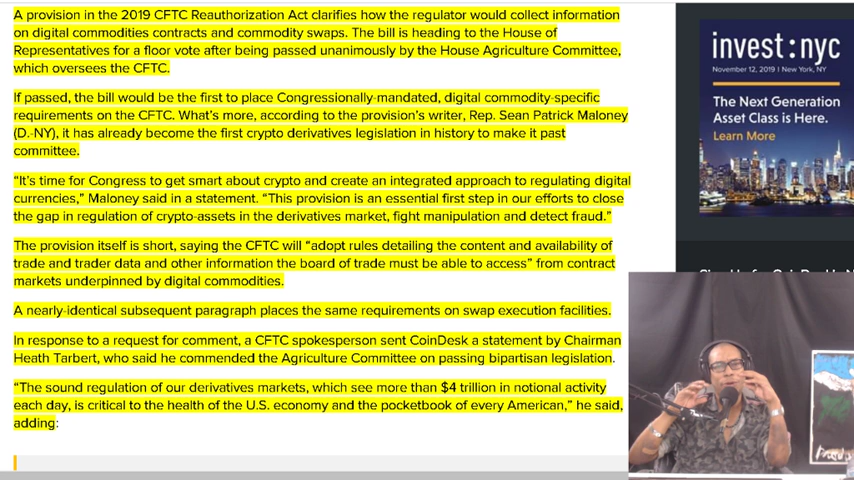 A provision in the 2019 CFTC Reauthorization Act clarifies how the regulator would collect information
on digital commodities contracts and commodity swaps. The bill is heading to the House of
Representatives for a floor vote after being passed unanimously by the House Agriculture Committee,
which oversees the CFTC.
If passed, the bill would be the first to place Congressionally-mandated, digital commodity-specific
requirements on the CFTC. What's more, according to the provision's writer, Rep. Sean Patrick Maloney
(D.-NY), it has already become the first crypto derivatives legislation in history to make it past
committee.
“It's time for Congress to get smart about crypto and create an integrated approach to regulating digital
currencies,” Maloney said in a statement. “This provision is an essential first step in our efforts to close
the gap in regulation of crypto-assets in the derivatives market, fight manipulation and detect fraud.”
The provision itself is short, saying the CFTC will “adopt rules detailing the content and availability of
trade and trader data and other information the board of trade must be able to access” from contract
markets underpinned by digital commodities.
A nearly-identical subsequent paragraph places the same requirements on swap execution facilities.
In response to a request for comment, a CFTC spokesperson sent CoinDesk a statement by Chairman
Heath Tarbert, who said he commended the Agriculture Committee on passing bipartisan legislation.
“The sound regulation of our derivatives markets, which see more than $4 trillion in notional activity
each day, is critical to the health of the U.S. economy and the pocketbook of every American,” he said,
adding:
invest:nyc
November 12, 2019 | New York, NY
The Next Generation
Asset Class is Here.
Learn More